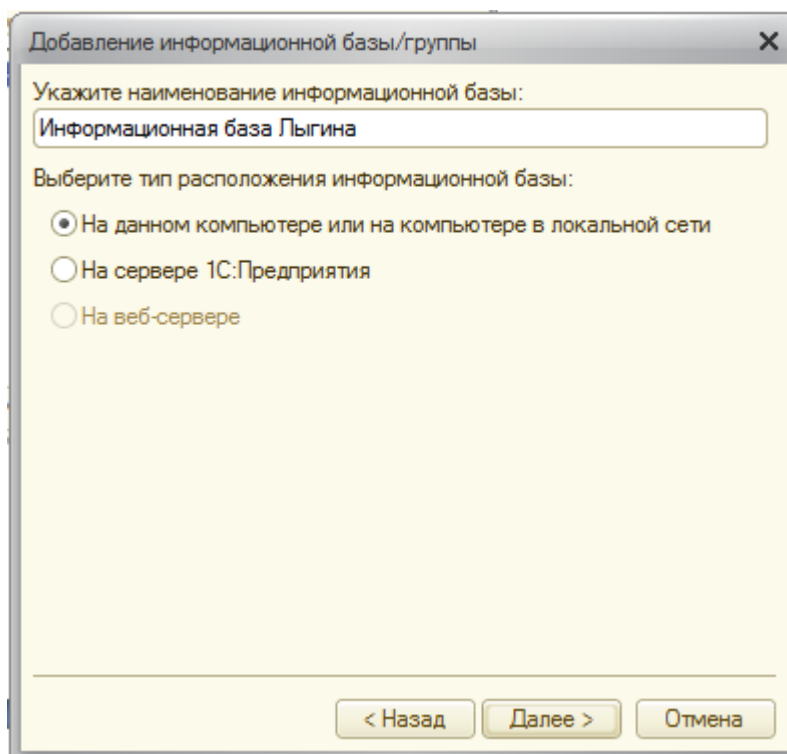 Добавление информационной базы/группы
Укажите наименование информационной базы:
Информационная база Лыгина
Выберите тип расположения информационной базы:
На данном компьютере или на компьютере в локальной сети
На сервере 1С:Предприятия
На веб-сервере
< Назад Далее > Отмена